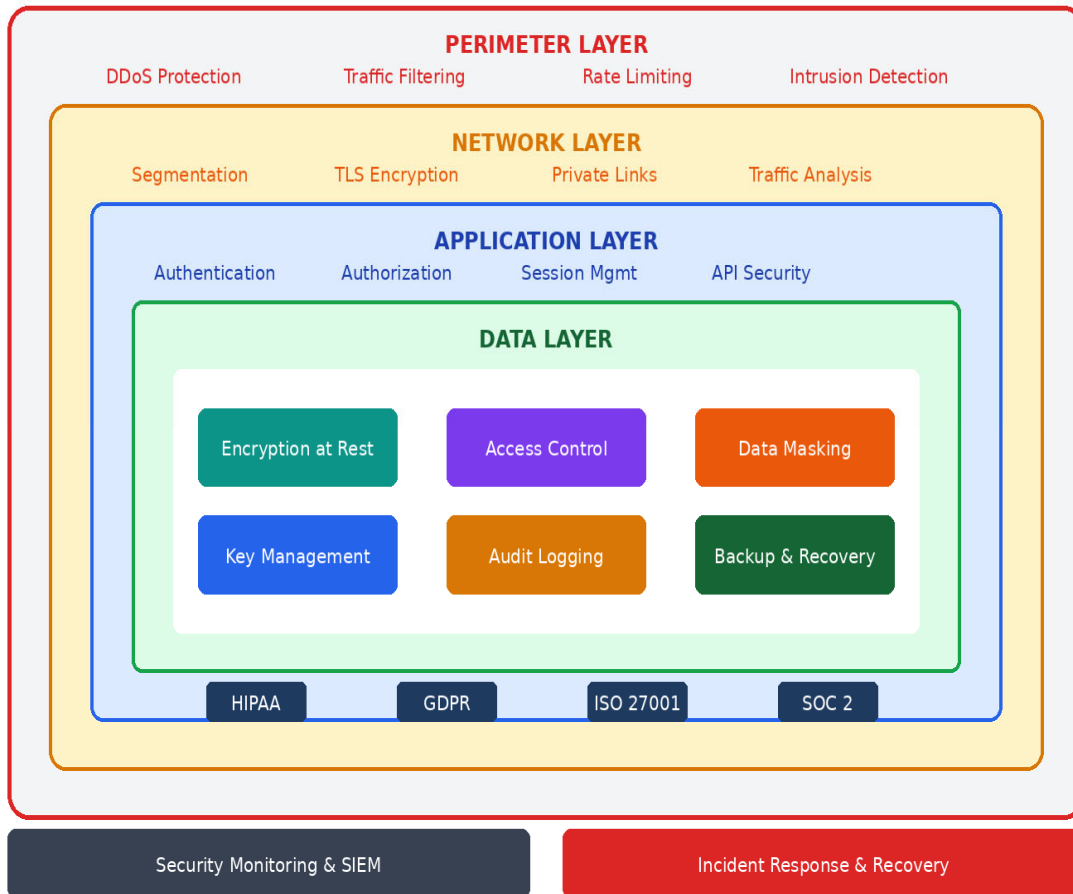 PERIMETER LAYER
DDoS Protection Traffic Filtering Rate Limiting Intrusion Detection
NETWORK LAYER
Segmentation TLS Encryption Private Links Traffic Analysis
APPLICATION LAYER
Authentication Authorization Session Mgmt API Security
DATA LAYER
Encryption at Rest Access Control Data Masking
Key Management Audit Logging Backup & Recovery
HIPAA GDPR ISO 27001 SOC 2
Security Monitoring & SIEM Incident Response & Recovery